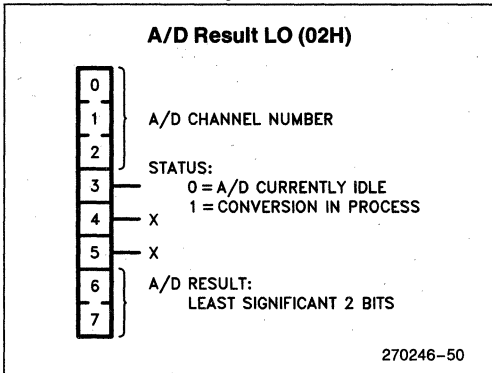 A/D Result LO (02H)
0
1
2
A/D CHANNEL NUMBER
3
STATUS:
0 = A/D CURRENTLY IDLE
1 = CONVERSION IN PROCESS
4
X
5
X
6
7
A/D RESULT:
LEAST SIGNIFICANT 2 BITS
270246-50